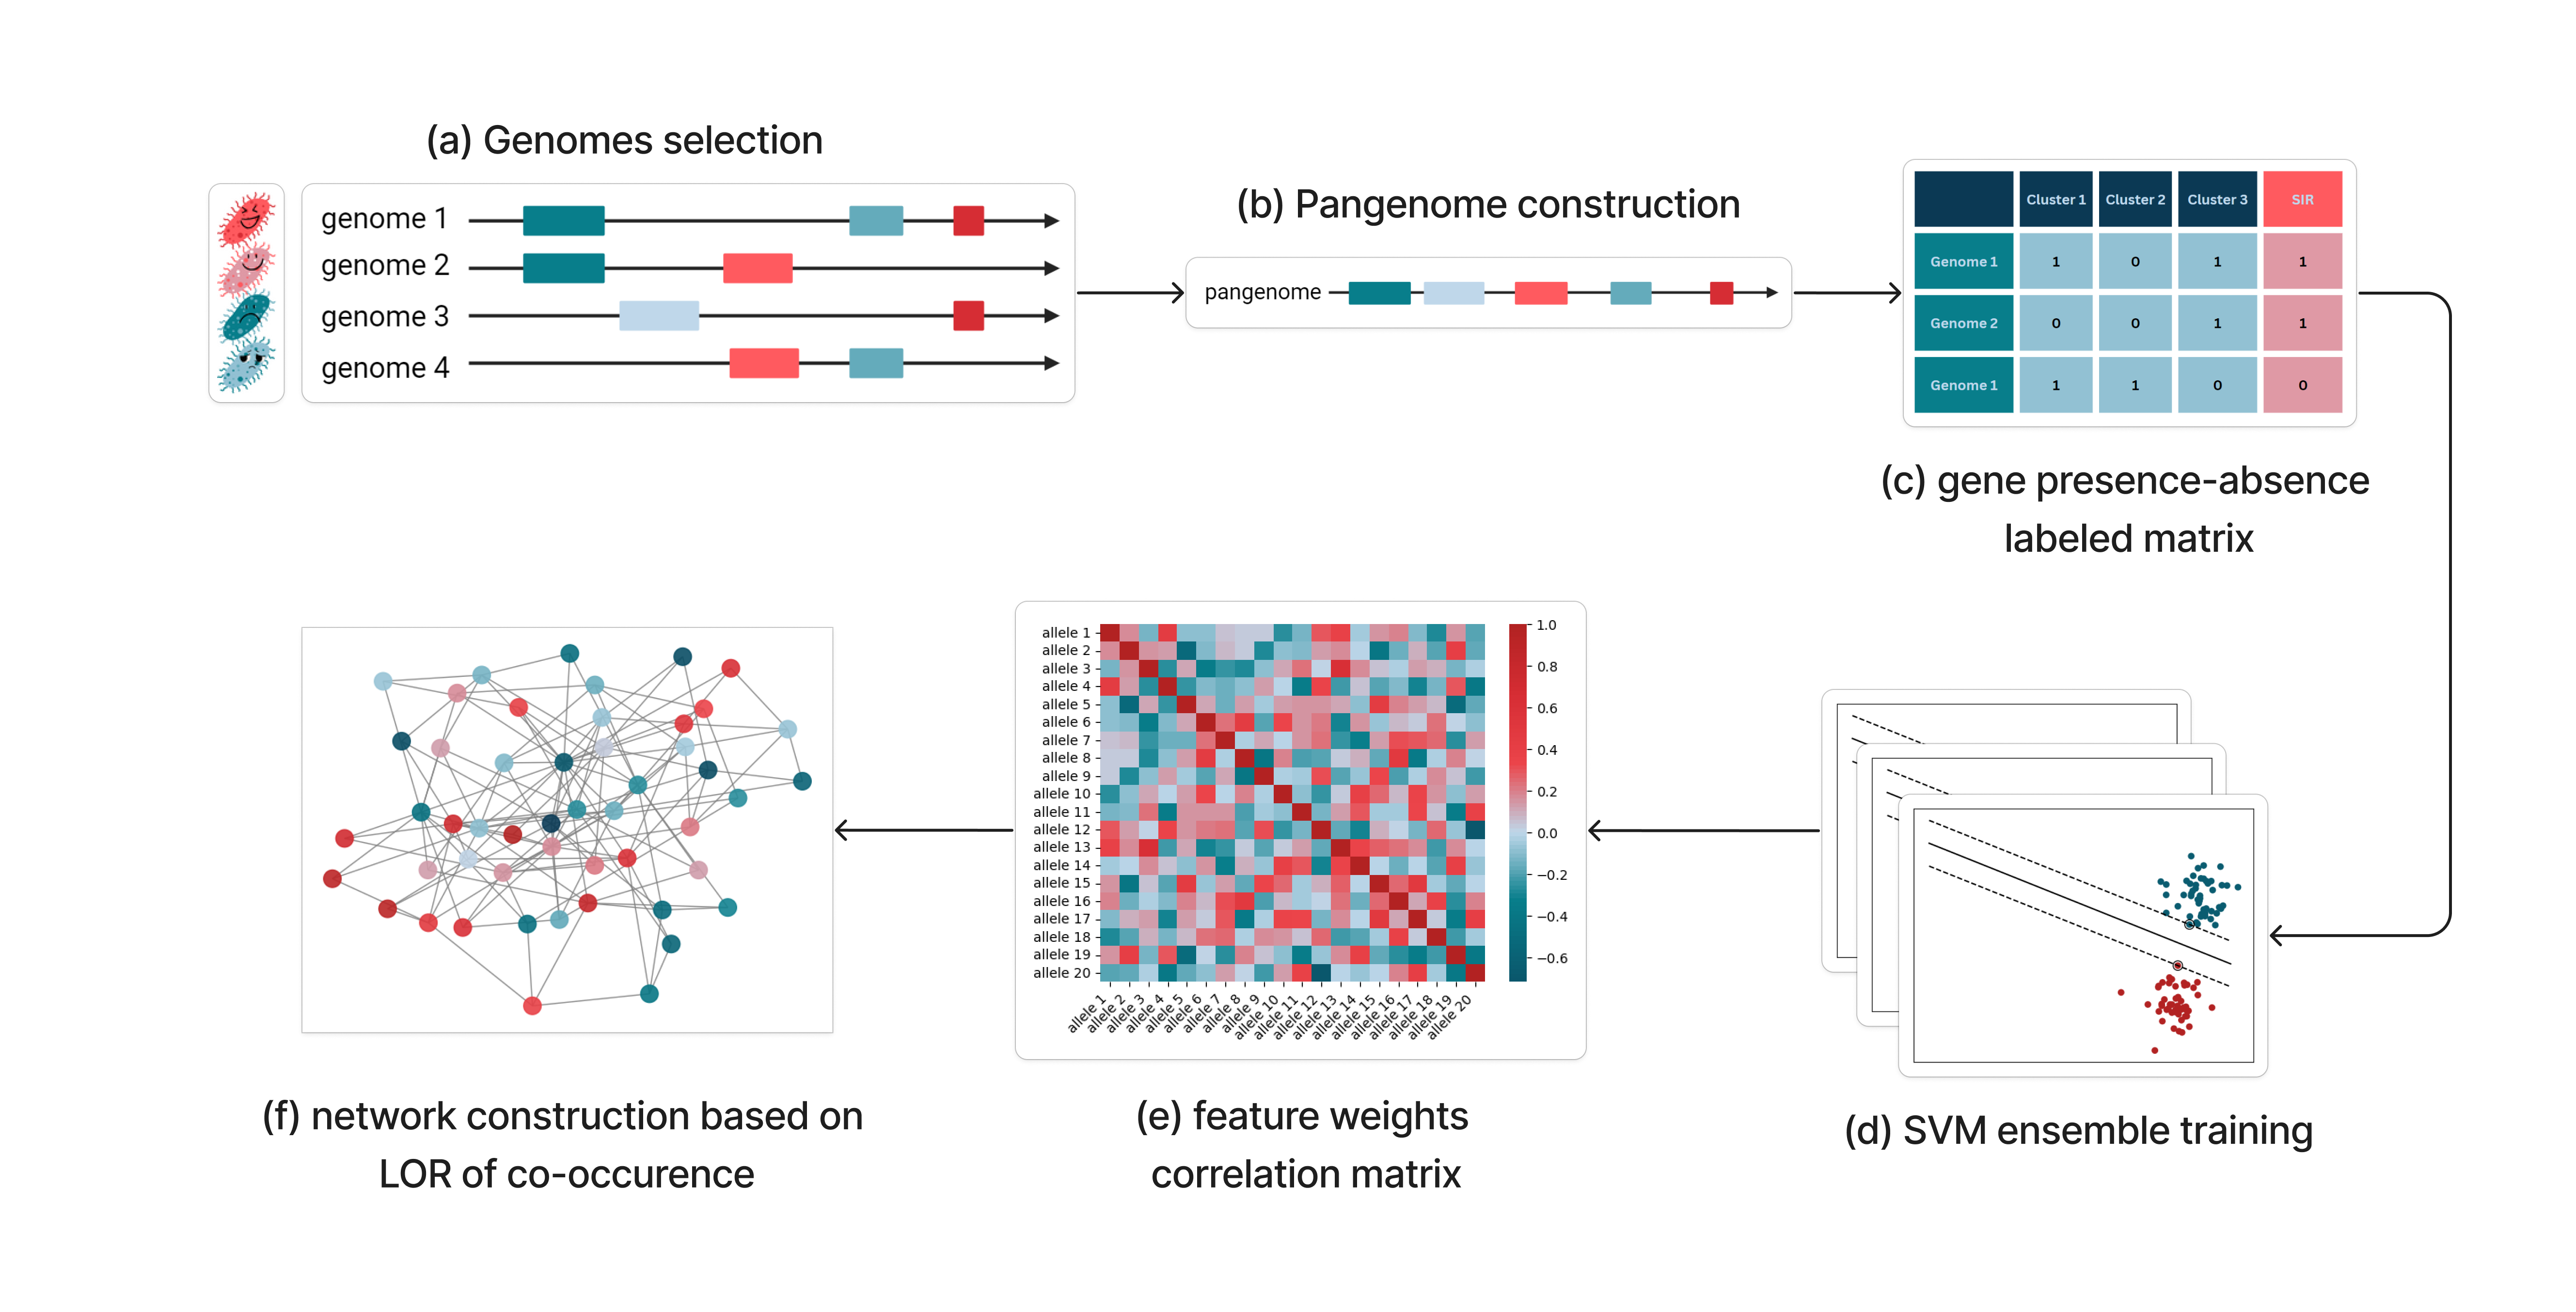 (a) Genomes selection
genome 1
genome 2
genome 3
genome 4
(b) Pangenome construction
pangenome
Cluster 1 Cluster 2 Cluster 3 SIR
Genome 1 1 0 1 1
Genome 2 0 0 1 1
Genome 1 1 1 0 0
(c) gene presence-absence
labeled matrix
(d) SVM ensemble training
allele 1
allele 2
allele 3
allele 4
allele 5
allele 6
allele 7
allele 8
allele 9
allele 10
allele 11
allele 12
allele 13
allele 14
allele 15
allele 16
allele 17
allele 18
allele 19
allele 20
allele 1
allele 2
allele 3
allele 4
allele 5
allele 6
allele 7
allele 8
allele 9
allele 10
allele 11
allele 12
allele 13
allele 14
allele 15
allele 16
allele 17
allele 18
allele 19
allele 20
1.0
0.8
0.6
0.4
0.2
0.0
−0.2
−0.4
−0.6
(e) feature weights
correlation matrix
(f) network construction based on
LOR of co-occurence